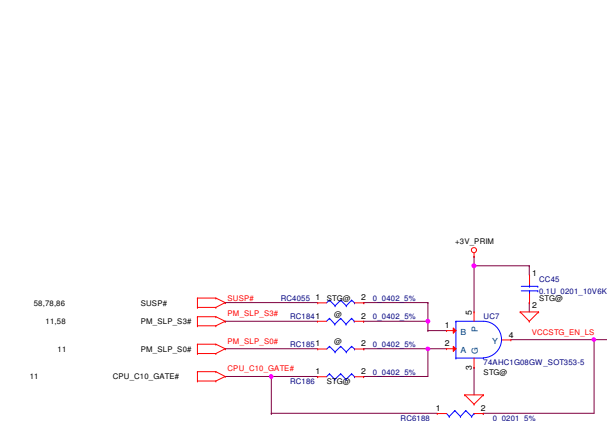 +3V_PRIM
1
CC45
0.1U_0201_10V6K
STG@
2
58,78,86 SUSP# SUSP# RC4055 1 STG@ 2 0_0402_5%
11,58 PM_SLP_S3# PM_SLP_S3# RC184 1 @ 2 0_0402_5%
11 PM_SLP_S0# PM_SLP_S0# RC185 1 @ 2 0_0402_5%
11 CPU_C10_GATE# CPU_C10_GATE# RC186 1 STG@ 2 0_0402_5%
5 UC7
1 B P
Y 4 VCCSTG_EN_LS
2 A G
3 74AHC1G08GW_SOT353-5
STG@
RC6188 1 2 0_0201_5%